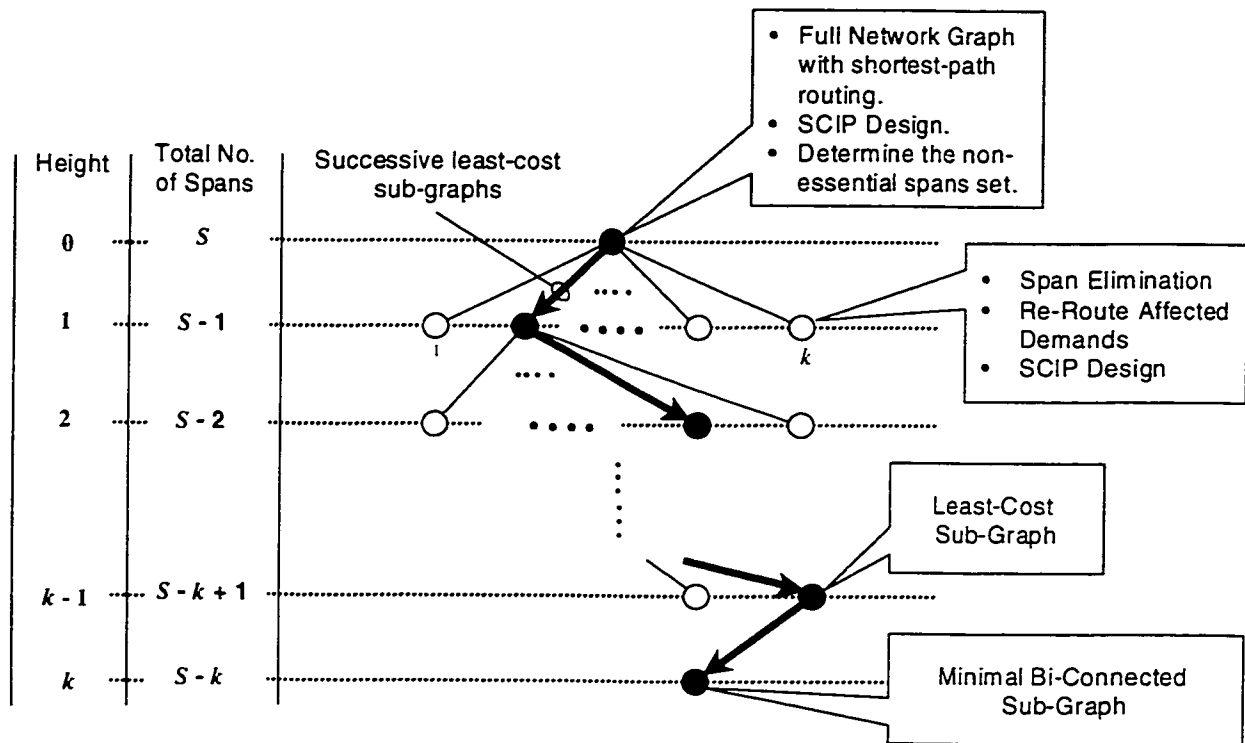 • Full Network Graph
with shortest-path
routing.
• SCIP Design.
• Determine the non-
essential spans set.
Height
Total No.
of Spans
Successive least-cost
sub-graphs
0
S
1
S - 1
1
k
• Span Elimination
• Re-Route Affected
Demands
• SCIP Design
2
S - 2
Least-Cost
Sub-Graph
k - 1
S - k + 1
k
S - k
Minimal Bi-Connected
Sub-Graph